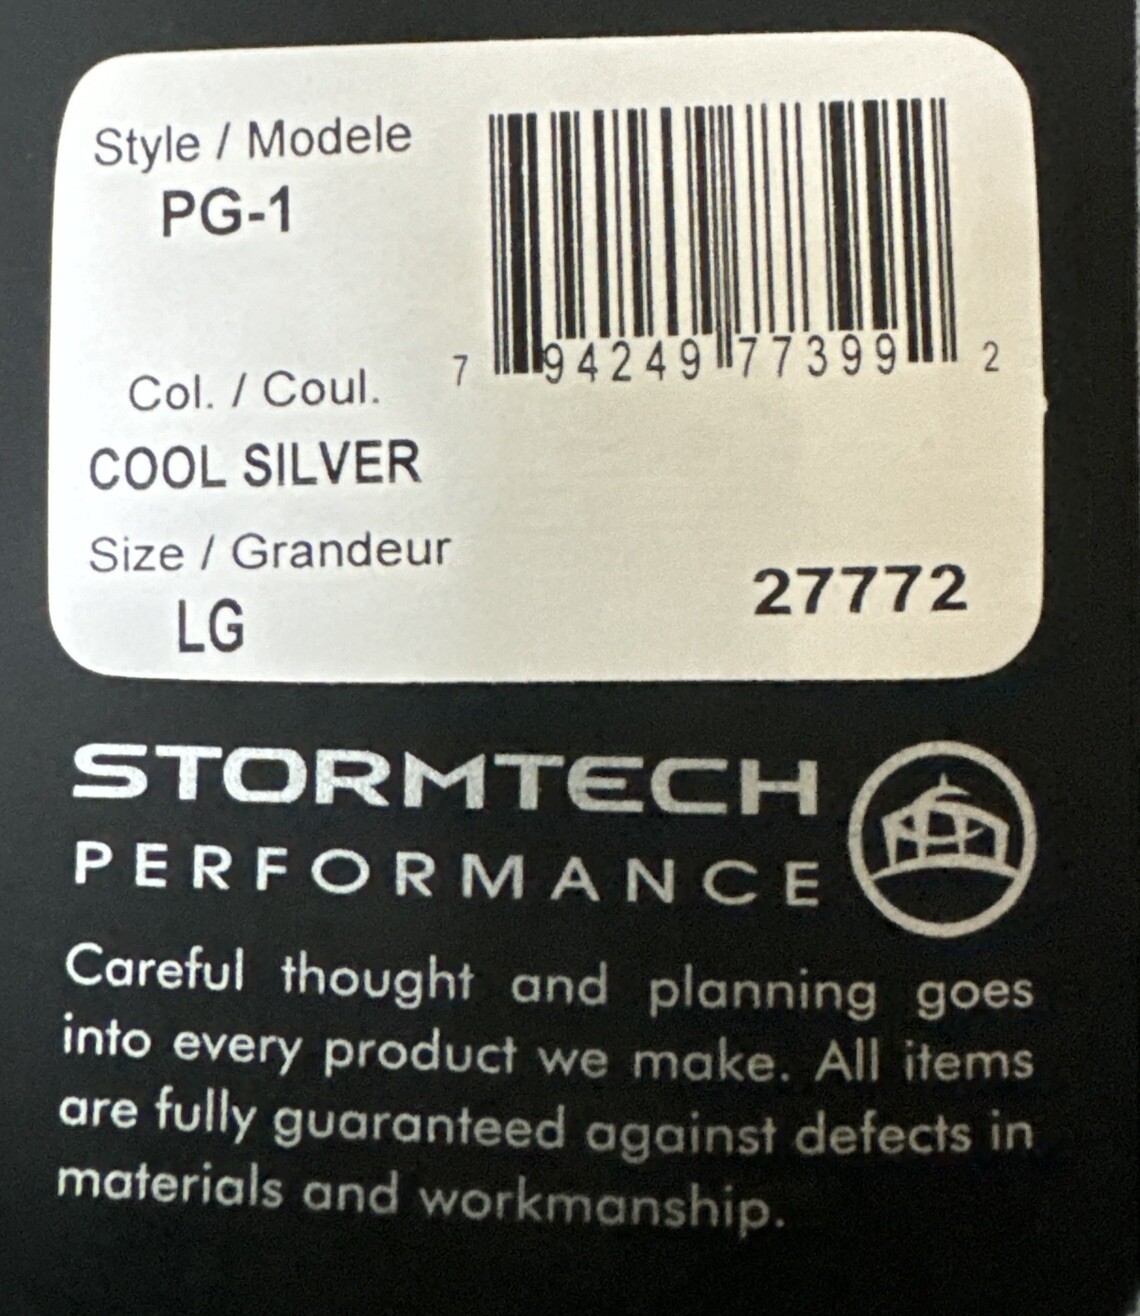 Style / Modele
PG-1
7 94249 77399 2
Col. / Coul.
COOL SILVER
Size / Grandeur
LG
27772
STORMTECH
PERFORMANCE
Careful thought and planning goes
into every product we make. All items
are fully guaranteed against defects in
materials and workmanship.